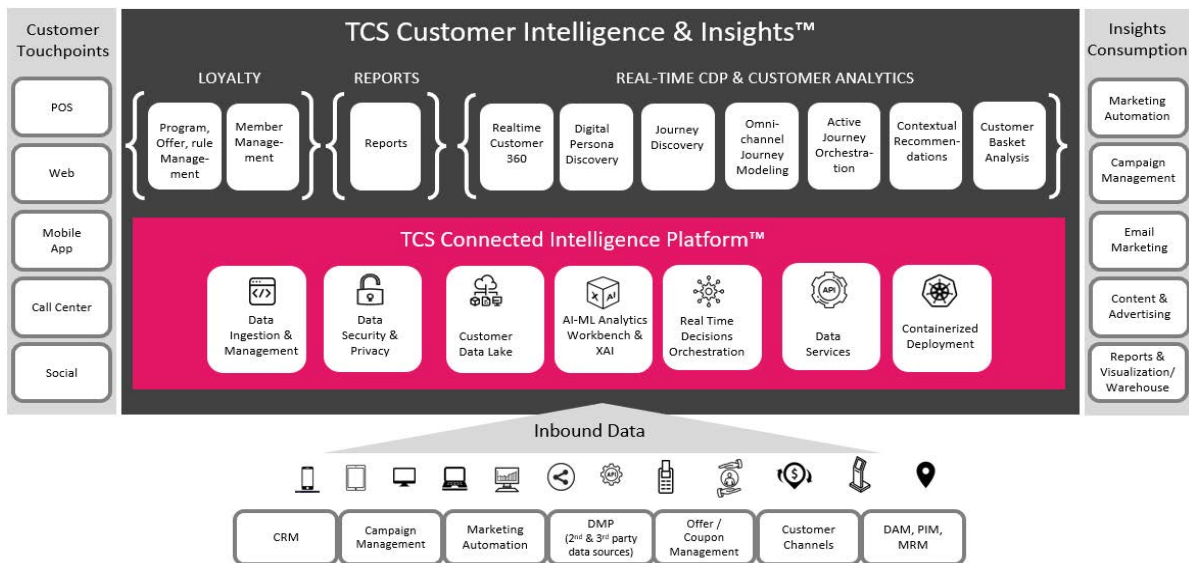 Customer
Touchpoints
POS
Web
Mobile
App
Call Center
Social
TCS Customer Intelligence & Insights™
LOYALTY
Program,
Offer, rule
Manage-
ment
Member
Manage-
ment
REPORTS
Reports
REAL-TIME CDP & CUSTOMER ANALYTICS
Realtime
Customer
360
Digital
Persona
Discovery
Journey
Discovery
Omni-
channel
Journey
Modeling
Active
Journey
Orchestra-
tion
Contextual
Recommen-
dations
Customer
Basket
Analysis
TCS Connected Intelligence Platform™
</>
Data
Ingestion &
Management
Data
Security &
Privacy
Customer
Data Lake
X AI
AI-ML Analytics
Workbench &
XAI
Real Time
Decisions
Orchestration
API
Data
Services
Containerized
Deployment
Insights
Consumption
Marketing
Automation
Campaign
Management
Email
Marketing
Content &
Advertising
Reports &
Visualization/
Warehouse
Inbound Data
API
$
CRM
Campaign
Management
Marketing
Automation
DMP
(2nd & 3rd party
data sources)
Offer /
Coupon
Management
Customer
Channels
DAM, PIM,
MRM